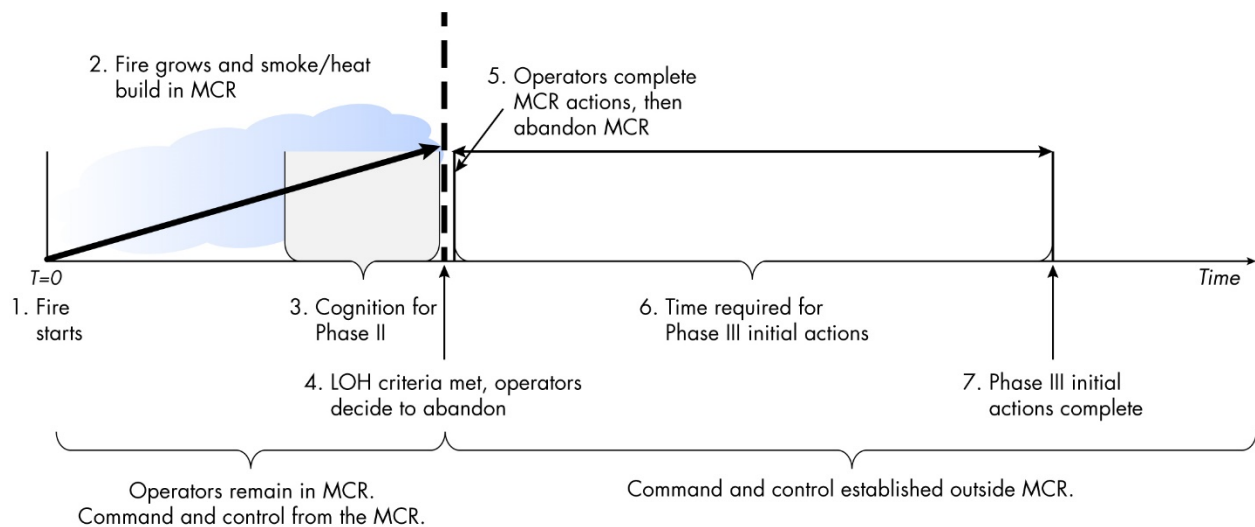 2. Fire grows and smoke/heat
build in MCR
5. Operators complete
MCR actions, then
abandon MCR
T=0
Time
1. Fire
starts
3. Cognition for
Phase II
6. Time required for
Phase III initial actions
4. LOH criteria met, operators
decide to abandon
7. Phase III initial
actions complete
Operators remain in MCR.
Command and control from the MCR.
Command and control established outside MCR.